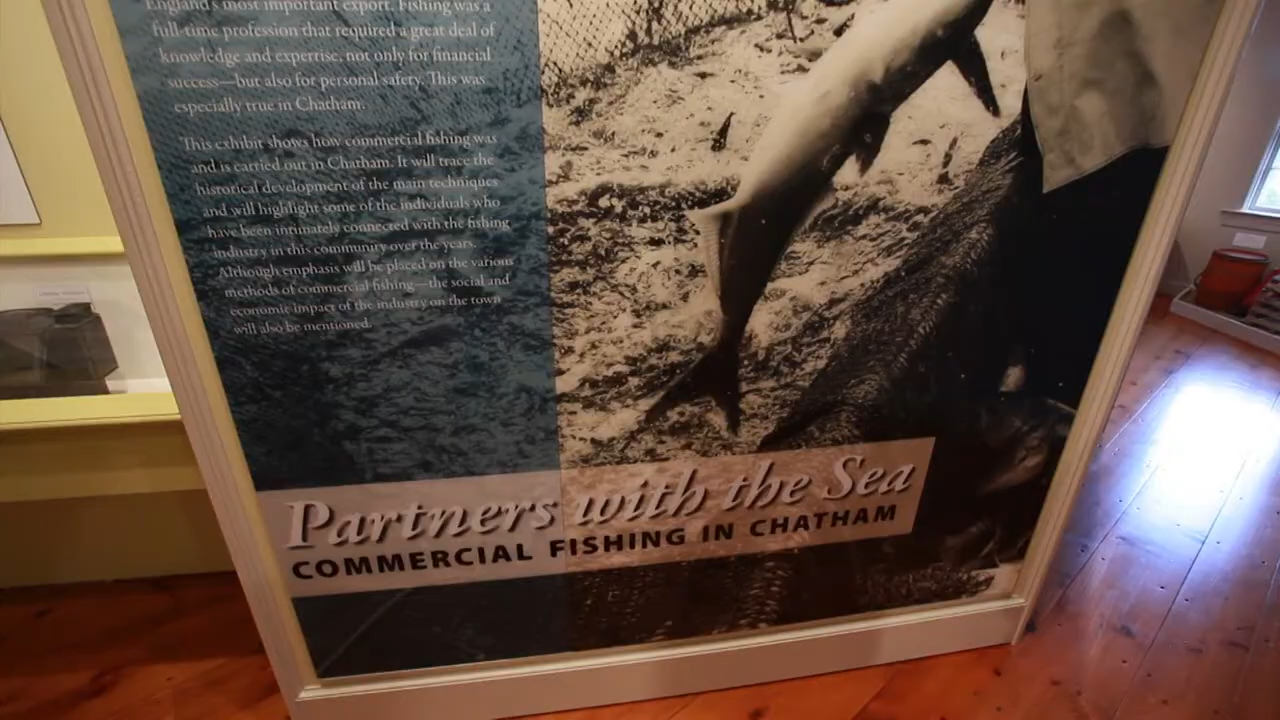 England's most important export. Fishing was a
full-time profession that required a great deal of
knowledge and expertise, not only for financial
success—but also for personal safety. This was
especially true in Chatham.
This exhibit shows how commercial fishing was
and is carried out in Chatham. It will trace the
historical development of the main techniques
and will highlight some of the individuals who
have been intimately connected with the fishing
industry in this community over the years.
Although emphasis will be placed on the various
methods of commercial fishing—the social and
economic impact of the industry on the town
will also be mentioned.
Partners with the Sea
COMMERCIAL FISHING IN CHATHAM